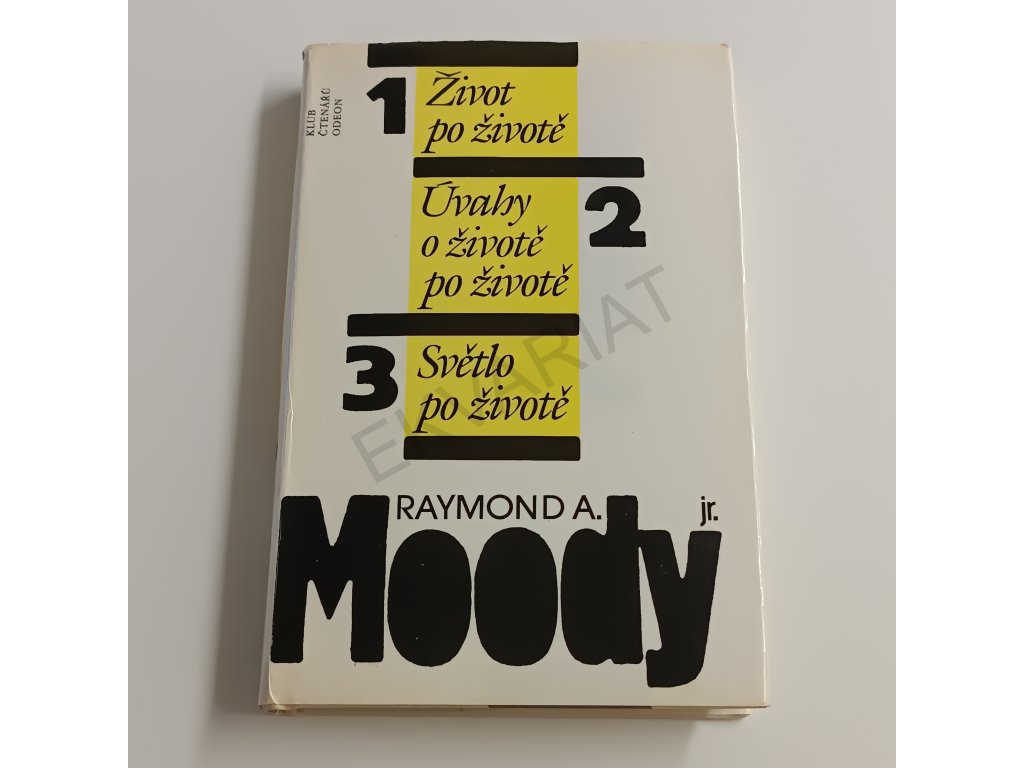 KLUB
ČTENÁŘŮ
ODEON
1
Život
po životě
2
Úvahy
o životě
po životě
3
Světlo
po životě
EKVARIAT
RAYMOND A.
jr.
Moody